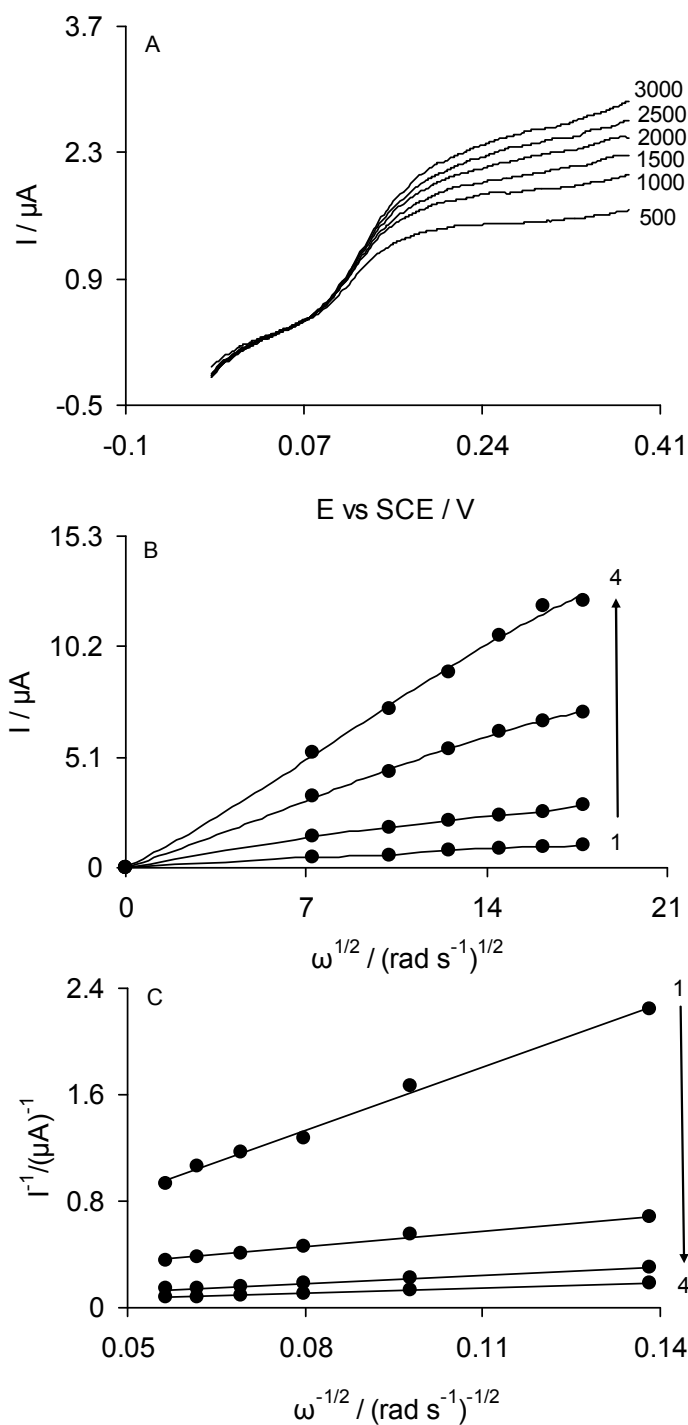 3.7
A
3000
2500
2000
1500
1000
500
2.3
0.9
-0.5
I / µA
-0.1 0.07 0.24 0.41
E vs SCE / V
15.3
B
4
10.2
5.1
1
0
I / µA
0 7 14 21
ω^1/2 / (rad s^-1)^1/2
2.4
C
1
1.6
0.8
4
0
I^-1/(µA)^-1
0.05 0.08 0.11 0.14
ω^-1/2 / (rad s^-1)^-1/2